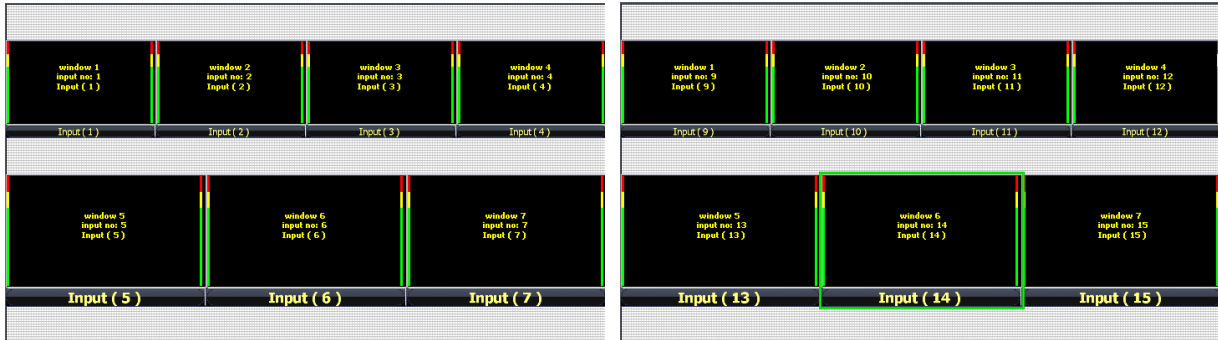 window 1
input no: 1
Input ( 1 )
window 2
input no: 2
Input ( 2 )
window 3
input no: 3
Input ( 3 )
window 4
input no: 4
Input ( 4 )
Input ( 1 )
Input ( 2 )
Input ( 3 )
Input ( 4 )
window 5
input no: 5
Input ( 5 )
window 6
input no: 6
Input ( 6 )
window 7
input no: 7
Input ( 7 )
Input ( 5 )
Input ( 6 )
Input ( 7 )
window 1
input no: 9
Input ( 9 )
window 2
input no: 10
Input ( 10 )
window 3
input no: 11
Input ( 11 )
window 4
input no: 12
Input ( 12 )
Input ( 9 )
Input ( 10 )
Input ( 11 )
Input ( 12 )
window 5
input no: 13
Input ( 13 )
window 6
input no: 14
Input ( 14 )
window 7
input no: 15
Input ( 15 )
Input ( 13 )
Input ( 14 )
Input ( 15 )